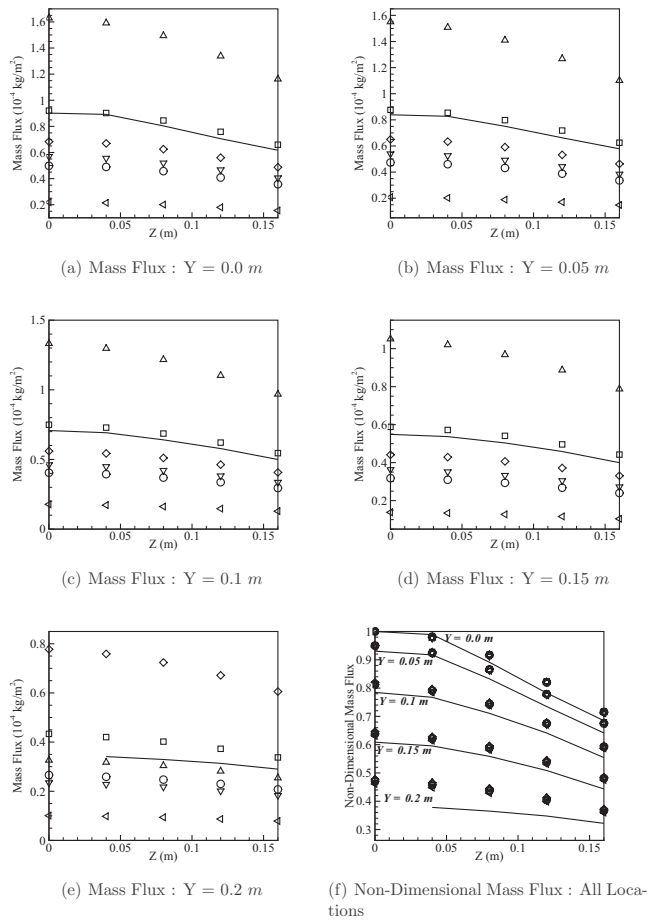 1.6
1.4
1.2
1
0.8
0.6
0.4
0.2
Mass Flux (10⁻⁴ kg/m²)
0 0.05 0.1 0.15
Z (m)
(a) Mass Flux : Y = 0.0 m
1.6
1.4
1.2
1
0.8
0.6
0.4
0.2
Mass Flux (10⁻⁴ kg/m²)
0 0.05 0.1 0.15
Z (m)
(b) Mass Flux : Y = 0.05 m
1.5
1
0.5
0
Mass Flux (10⁻⁴ kg/m²)
0 0.05 0.1 0.15
Z (m)
(c) Mass Flux : Y = 0.1 m
1
0.8
0.6
0.4
0.2
Mass Flux (10⁻⁴ kg/m²)
0 0.05 0.1 0.15
Z (m)
(d) Mass Flux : Y = 0.15 m
0.8
0.6
0.4
0.2
0
Mass Flux (10⁻⁴ kg/m²)
0 0.05 0.1 0.15
Z (m)
(e) Mass Flux : Y = 0.2 m
1
0.9
0.8
0.7
0.6
0.5
0.4
0.3
Non-Dimensional Mass Flux
Y = 0.0 m
Y = 0.05 m
Y = 0.1 m
Y = 0.15 m
Y = 0.2 m
0 0.05 0.1 0.15
Z (m)
(f) Non-Dimensional Mass Flux : All Loca-
tions